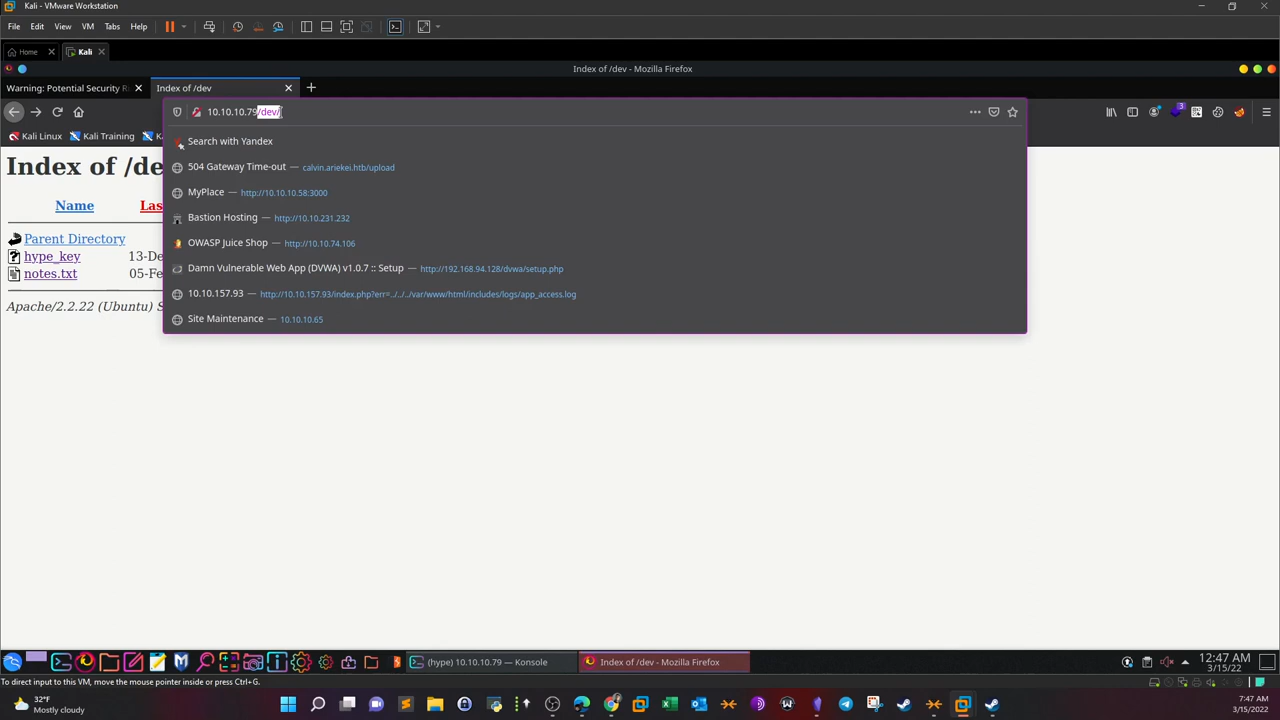 Kali - VMware Workstation
File Edit View VM Tabs Help
Home Kali
Index of /dev - Mozilla Firefox
Warning: Potential Security R Index of /dev
10.10.10.79/dev/
3
Kali Linux Kali Training
Search with Yandex
504 Gateway Time-out — calvin.ariekei.htb/upload
MyPlace — http://10.10.10.58:3000
Bastion Hosting — http://10.10.231.232
OWASP Juice Shop — http://10.10.74.106
Damn Vulnerable Web App (DVWA) v1.0.7 :: Setup — http://192.168.94.128/dvwa/setup.php
10.10.157.93 — http://10.10.157.93/index.php?err=../../../var/www/html/includes/logs/app_access.log
Site Maintenance — 10.10.10.65
Index of /de
Name Las
Parent Directory
hype_key 13-De
notes.txt 05-Fe
Apache/2.2.22 (Ubuntu) S
(hype) 10.10.10.79 — Konsole Index of /dev - Mozilla Firefox
12:47 AM
3/15/22
To direct input to this VM, move the mouse pointer inside or press Ctrl+G.
32°F
Mostly cloudy
7:47 AM
3/15/2022